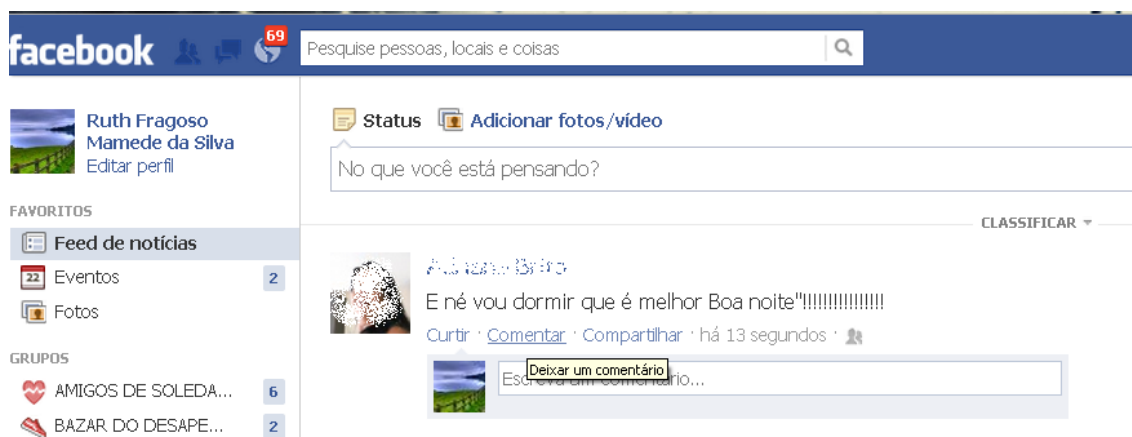 facebook
69
Pesquise pessoas, locais e coisas
Ruth Fragoso
Mamede da Silva
Editar perfil
FAVORITOS
Feed de notícias
22 Eventos 2
Fotos
GRUPOS
AMIGOS DE SOLEDA... 6
BAZAR DO DESAPE... 2
Status Adicionar fotos/vídeo
No que você está pensando?
CLASSIFICAR
E né vou dormir que é melhor Boa noite"!!!!!!!!!!!!!!!!
Curtir · Comentar · Compartilhar · há 13 segundos ·
Deixar um comentário